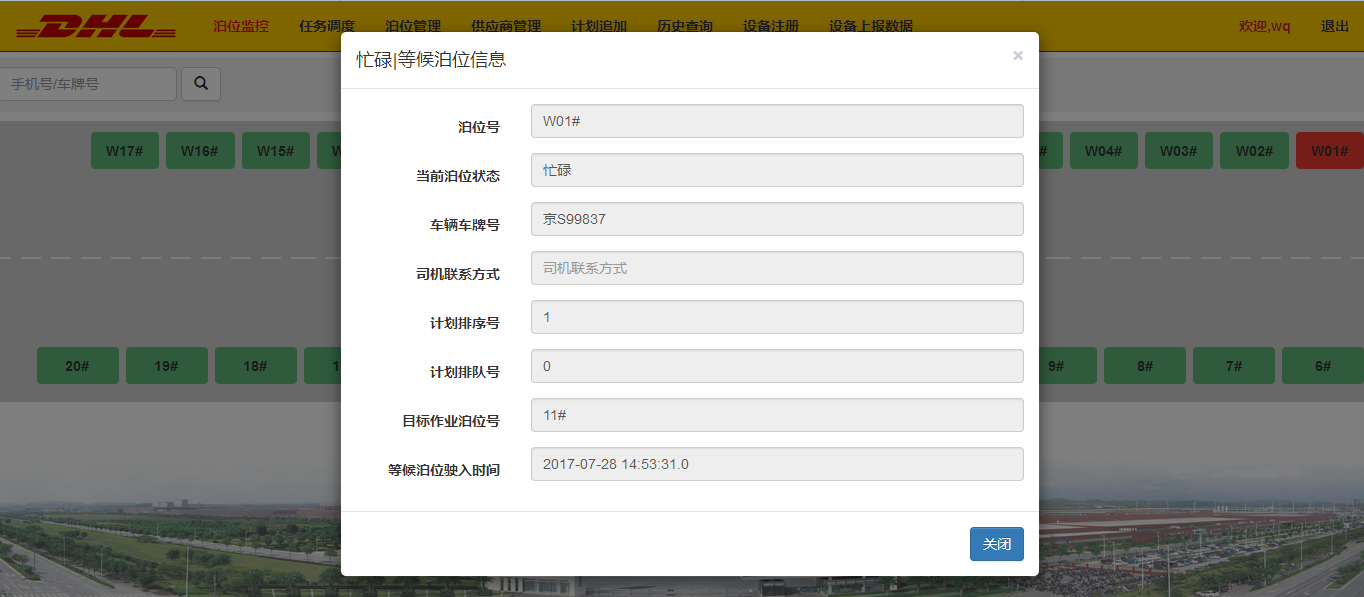 DHL
泊位监控 任务调度 泊位管理 供应商管理 计划追加 历史查询 设备注册 设备上报数据 欢迎,wq 退出
手机号/车牌号
W17# W16# W15# W04# W03# W02# W01#
忙碌|等候泊位信息 ×
泊位号 W01#
当前泊位状态 忙碌
车辆车牌号 京S99837
司机联系方式 司机联系方式
计划排序号 1
计划排队号 0
目标作业泊位号 11#
等候泊位驶入时间 2017-07-28 14:53:31.0
关闭
20# 19# 18# 9# 8# 7# 6#